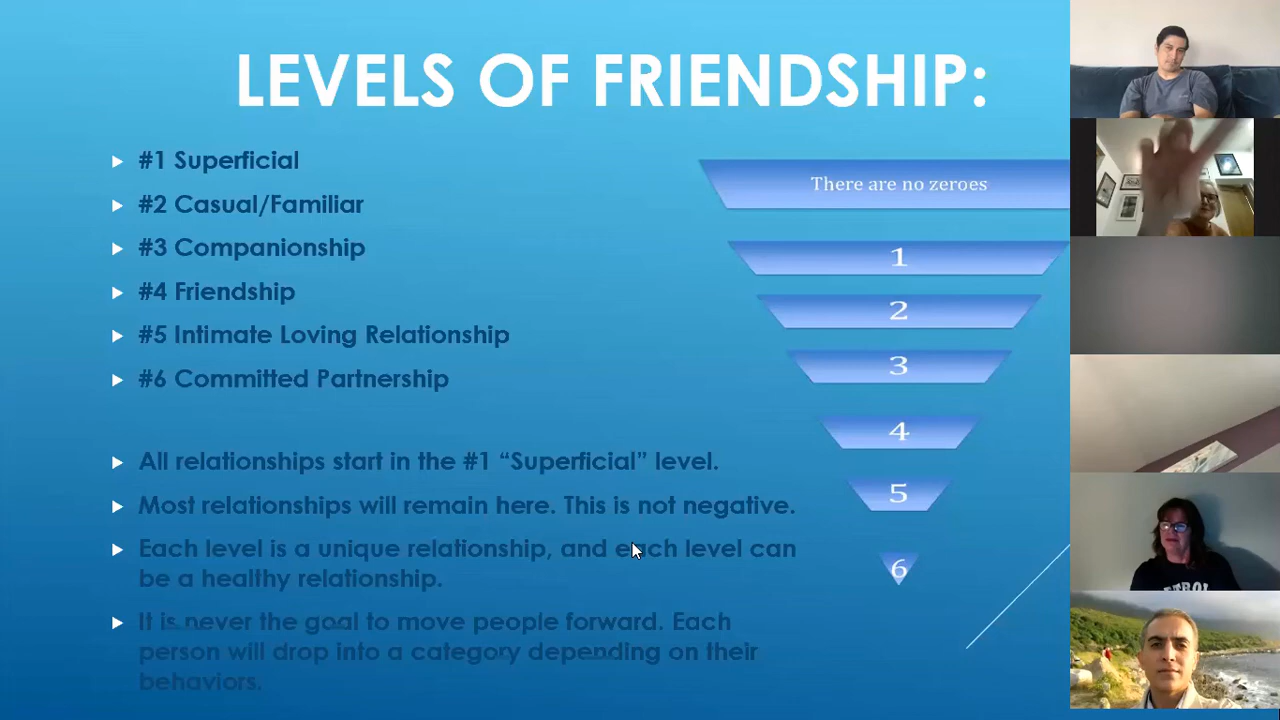 LEVELS OF FRIENDSHIP:
#1 Superficial
#2 Casual/Familiar
#3 Companionship
#4 Friendship
#5 Intimate Loving Relationship
#6 Committed Partnership
All relationships start in the #1 “Superficial” level.
Most relationships will remain here. This is not negative.
Each level is a unique relationship, and each level can
be a healthy relationship.
It is never the goal to move people forward. Each
person will drop into a category depending on their
behaviors.
There are no zeroes
1
2
3
4
5
6